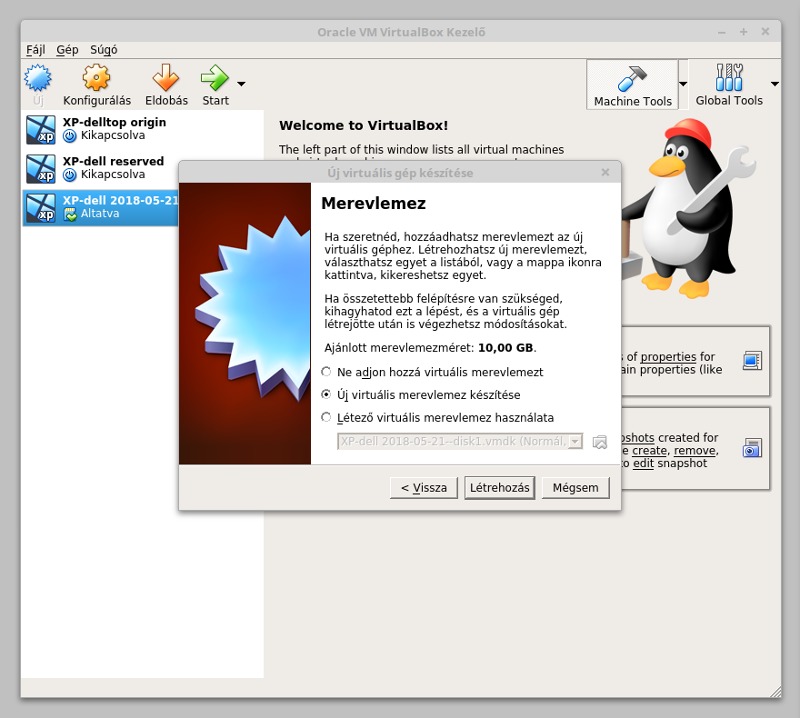 Oracle VM VirtualBox Kezelő
Fájl Gép Súgó
Új Konfigurálás Eldobás Start Machine Tools Global Tools
XP-delltop origin
Kikapcsolva
XP-dell reserved
Kikapcsolva
XP-dell 2018-05-21
Altatva
Welcome to VirtualBox!
The left part of this window lists all virtual machines
Új virtuális gép készítése
Merevlemez
Ha szeretnéd, hozzáadhatsz merevlemezt az új
virtuális géphez. Létrehozhatsz új merevlemezt,
választhatsz egyet a listából, vagy a mappa ikonra
kattintva, kikereshetsz egyet.
Ha összetettebb felépítésre van szükséged,
kihagyhatod ezt a lépést, és a virtuális gép
létrejötte után is végezhetsz módosításokat.
Ajánlott merevlemezméret: 10,00 GB.
Ne adjon hozzá virtuális merevlemezt
Új virtuális merevlemez készítése
Létező virtuális merevlemez használata
XP-dell 2018-05-21--disk1.vmdk (Normál,
< Vissza Létrehozás Mégsem
of properties for
properties (like
created for
create, remove,
edit snapshot
xp
xp
xp